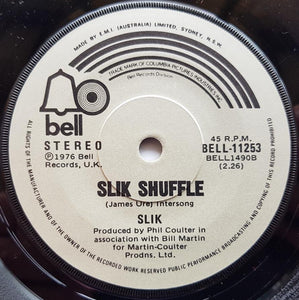 MADE BY E.M.I. (AUSTRALIA) LIMITED, SYDNEY, N.S.W.
TRADE MARK OF COLUMBIA PICTURES INDUSTRIES INC.
Bell Records Division
bell
STEREO
℗1976 Bell
Records, U.K.
45 R.P.M.
BELL-11253
BELL1490B
(2.26)
SLIK SHUFFLE
(James Ure) Intersong
SLIK
Produced by Phil Coulter in
association with Bill Martin
for Martin-Coulter
Prodns. Ltd.
ALL RIGHTS OF THE MANUFACTURER AND OF THE OWNER OF THE RECORDED WORK RESERVED. UNAUTHORISED PUBLIC PERFORMANCE, BROADCASTING AND COPYING OF THIS RECORD PROHIBITED.